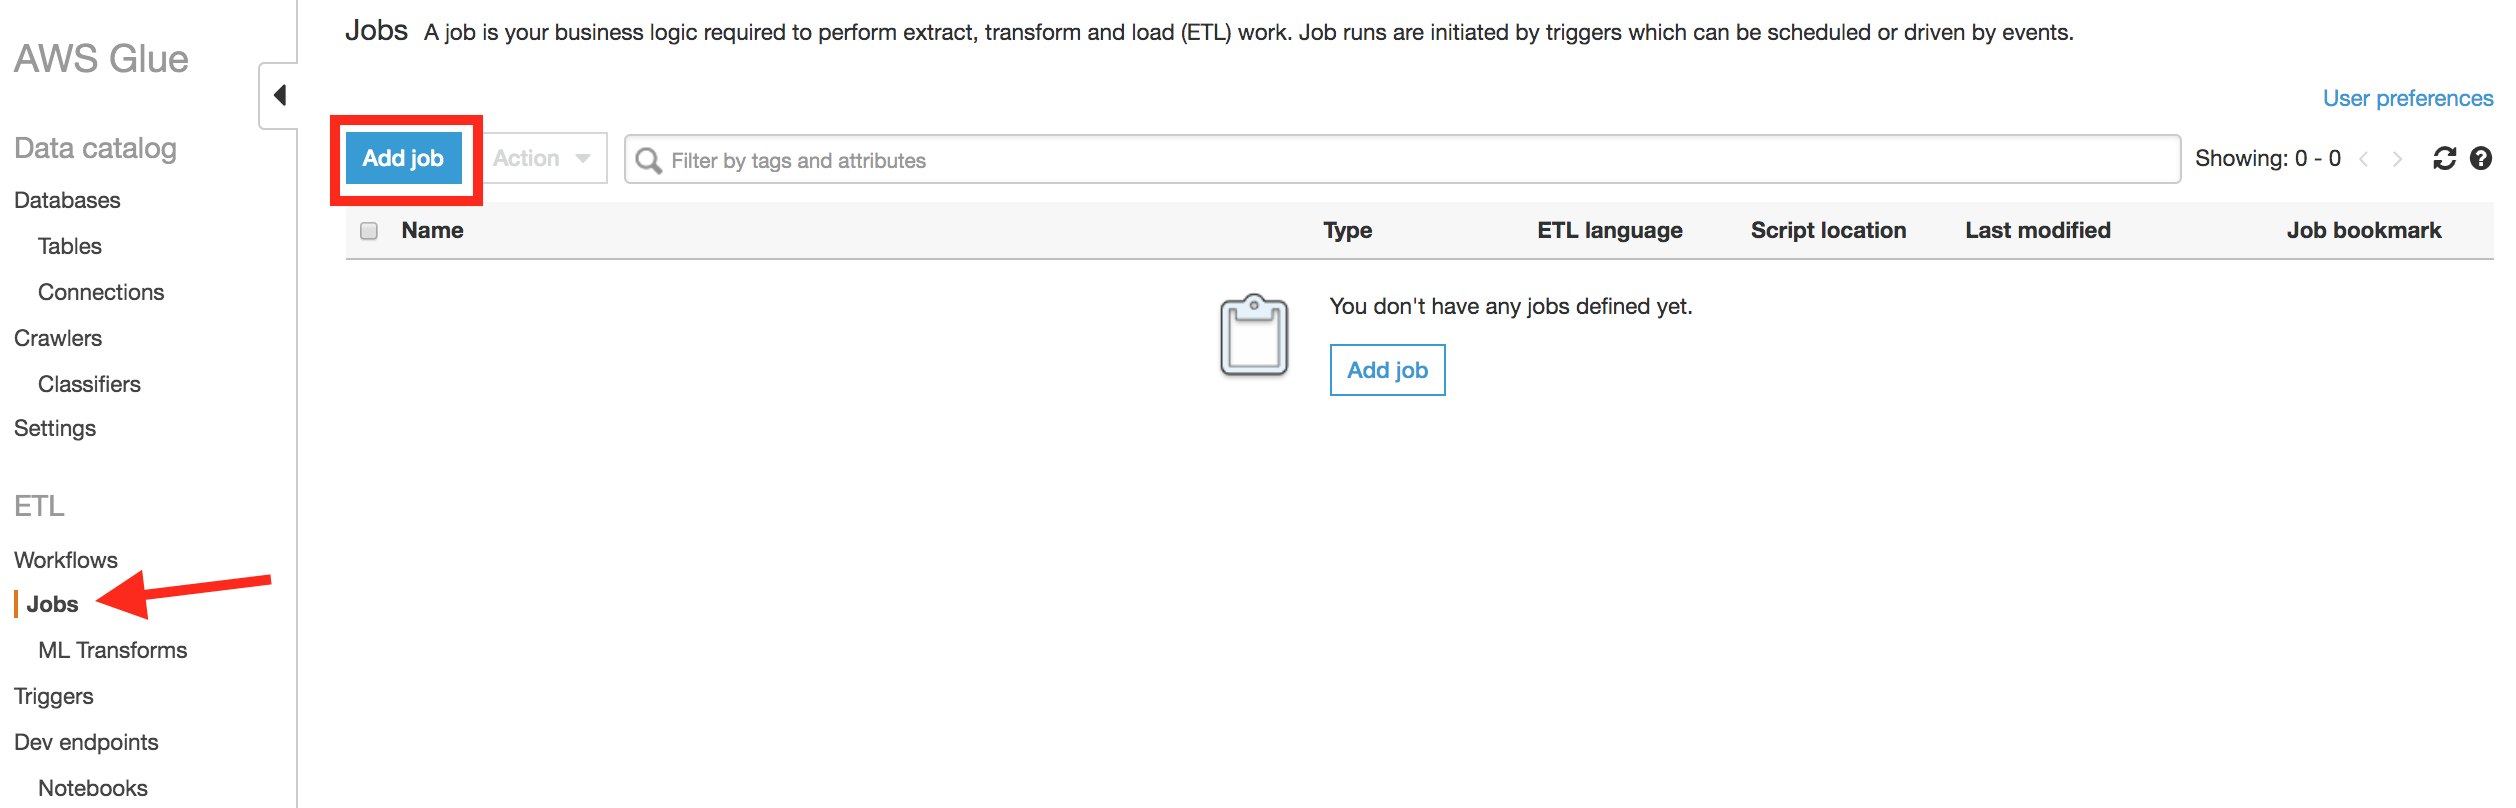 AWS Glue
Data catalog
Databases
Tables
Connections
Crawlers
Classifiers
Settings
ETL
Workflows
Jobs
ML Transforms
Triggers
Dev endpoints
Notebooks
Jobs A job is your business logic required to perform extract, transform and load (ETL) work. Job runs are initiated by triggers which can be scheduled or driven by events.
User preferences
Add job Action Filter by tags and attributes Showing: 0 - 0
Name Type ETL language Script location Last modified Job bookmark
You don't have any jobs defined yet.
Add job